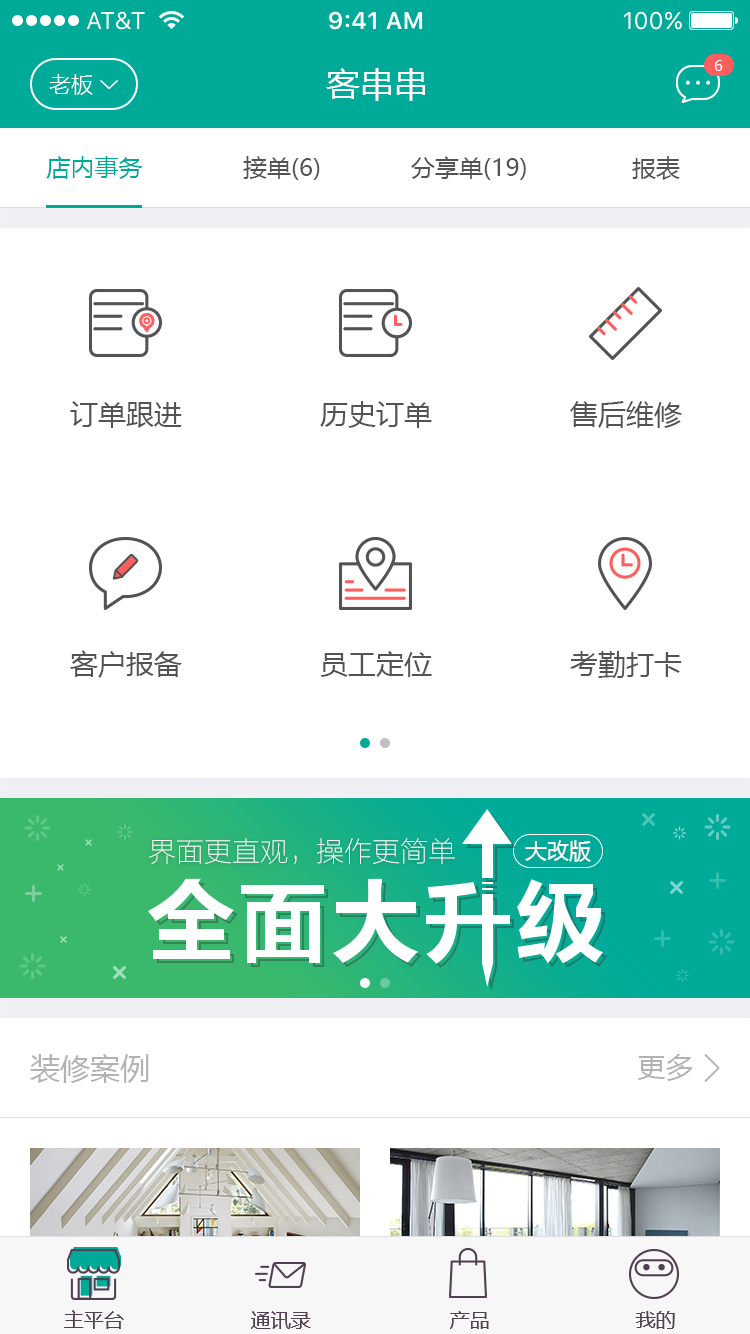 AT&T 9:41 AM 100%
老板 客串串 6
店内事务 接单(6) 分享单(19) 报表
订单跟进 历史订单 售后维修
客户报备 员工定位 考勤打卡
界面更直观，操作更简单 大改版
全面大升级
装修案例 更多
主平台 通讯录 产品 我的